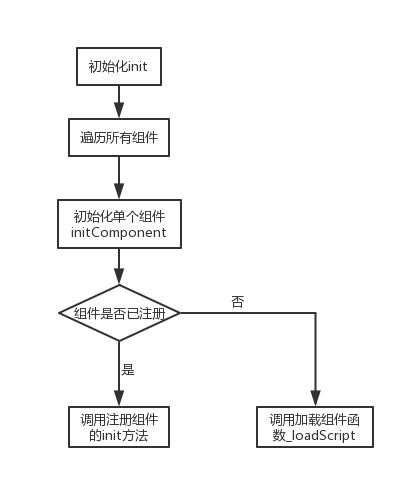 初始化init
遍历所有组件
初始化单个组件
initComponent
组件是否已注册
否
是
调用注册组件
的init方法
调用加载组件函
数_loadScript